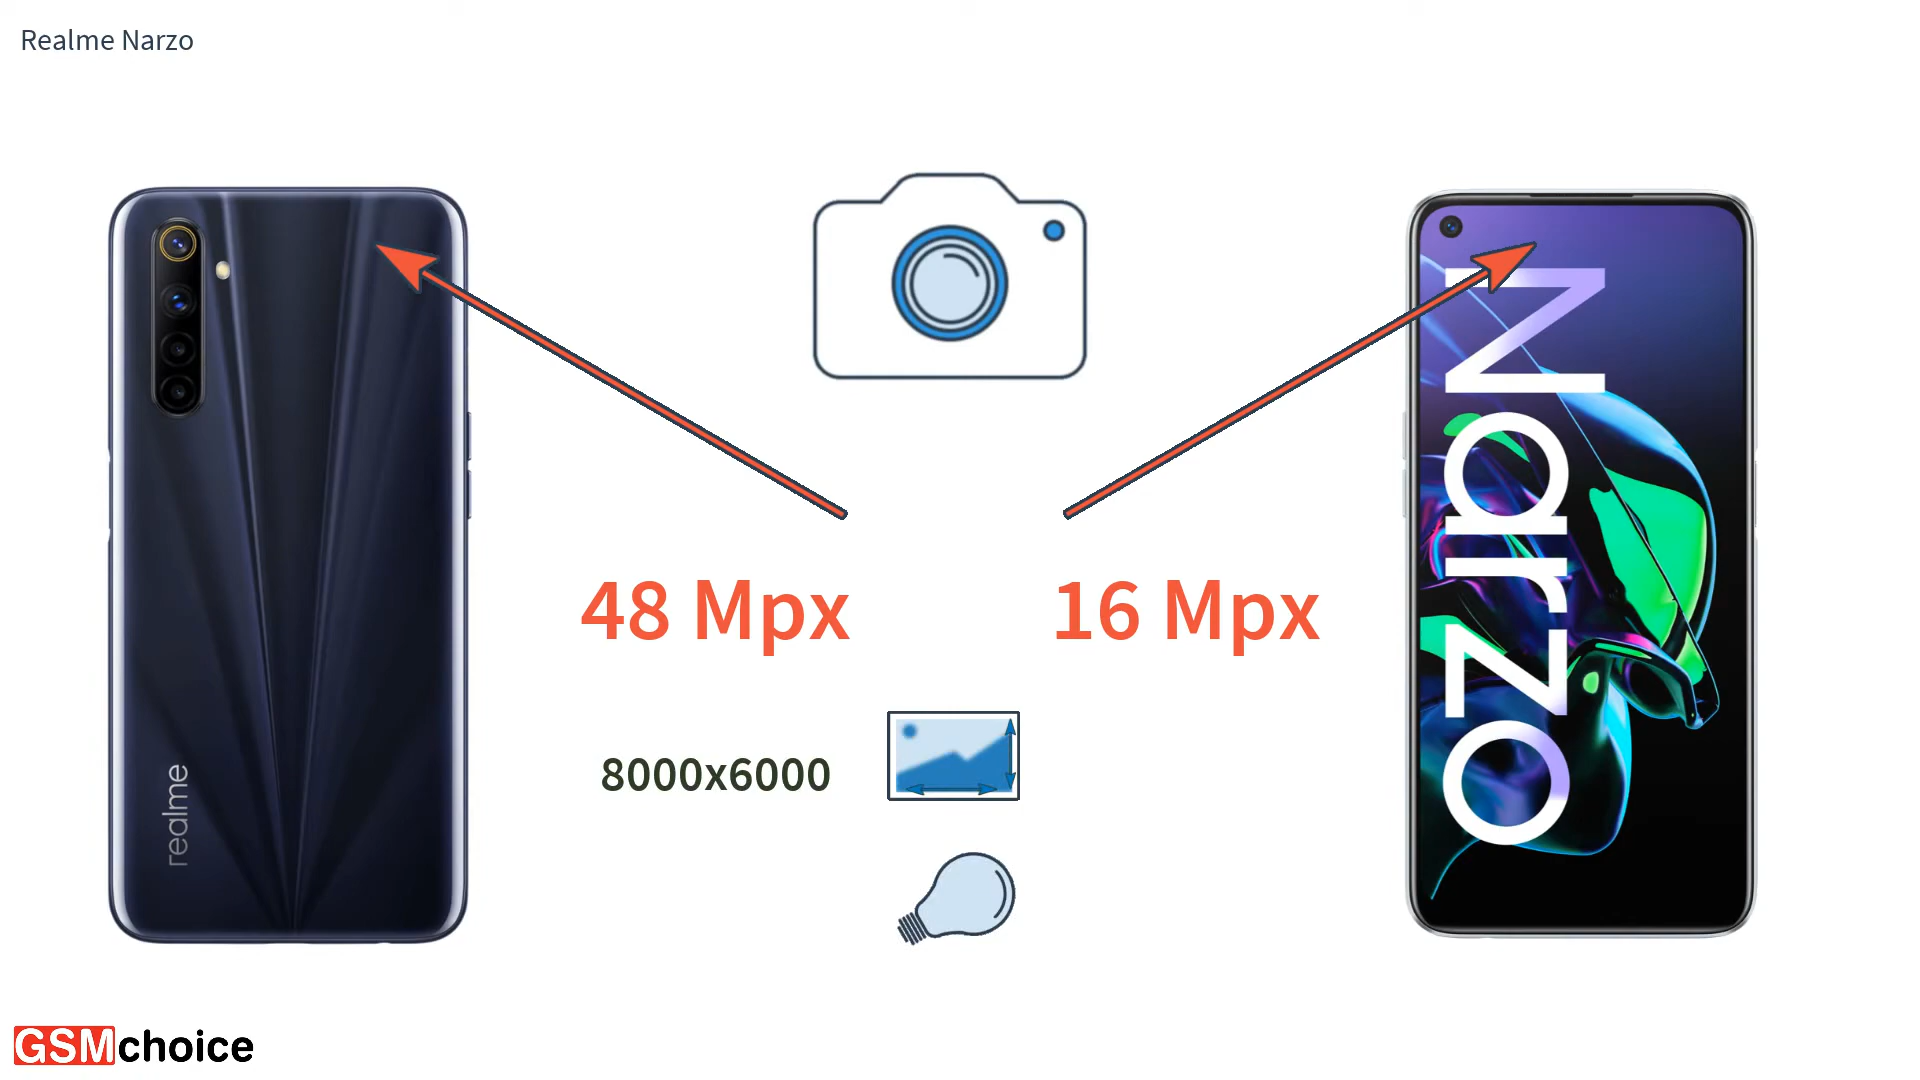 Realme Narzo
48 Mpx
16 Mpx
8000x6000
realme
Narzo
GSMchoice